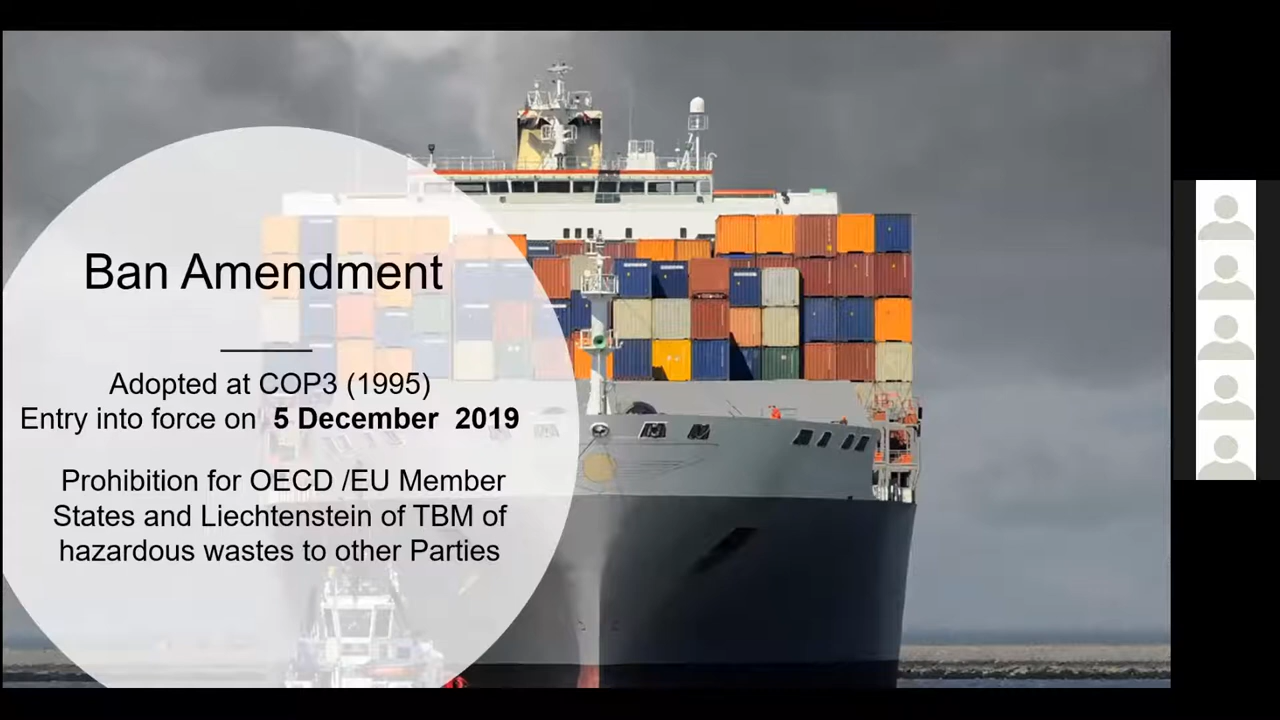 Ban Amendment
Adopted at COP3 (1995)
Entry into force on 5 December 2019
Prohibition for OECD /EU Member
States and Liechtenstein of TBM of
hazardous wastes to other Parties